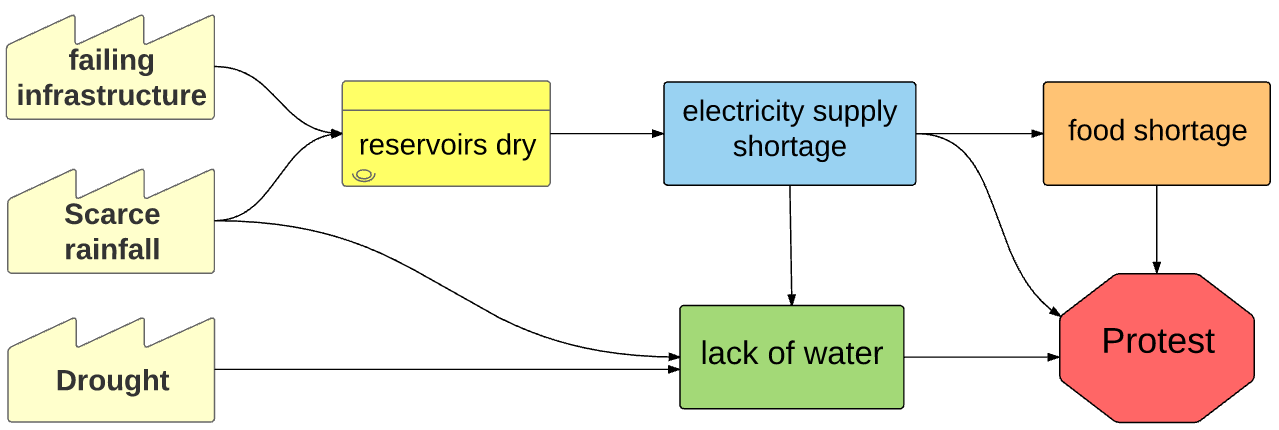 failing
infrastructure
reservoirs dry
electricity supply
shortage
food shortage
Scarce
rainfall
Drought
lack of water
Protest